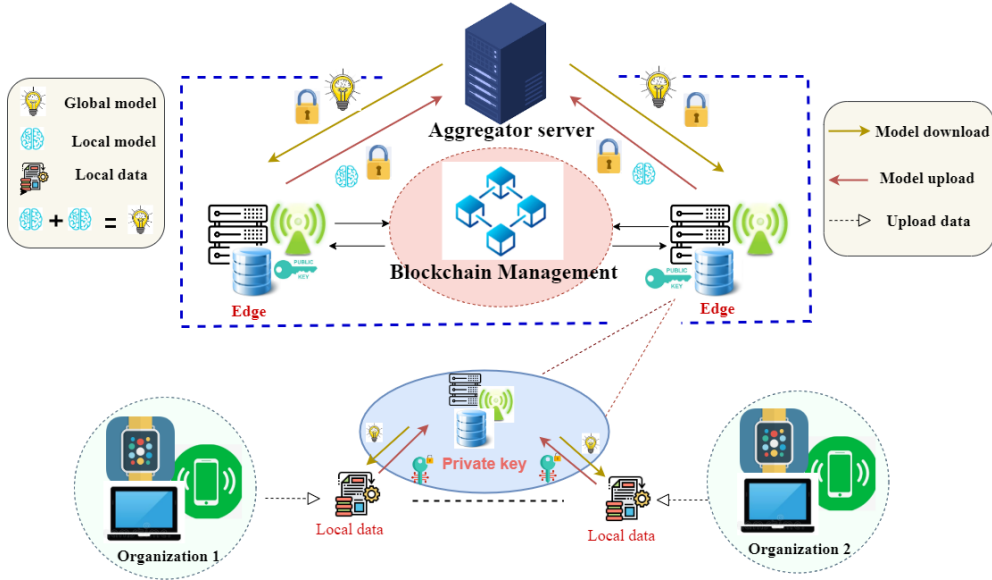 Aggregator server
Global model
Local model
Local data
+
=
Model download
Model upload
Upload data
Blockchain Management
PUBLIC
KEY
Edge
PUBLIC
KEY
Edge
Private key
Local data
Local data
Organization 1
Organization 2